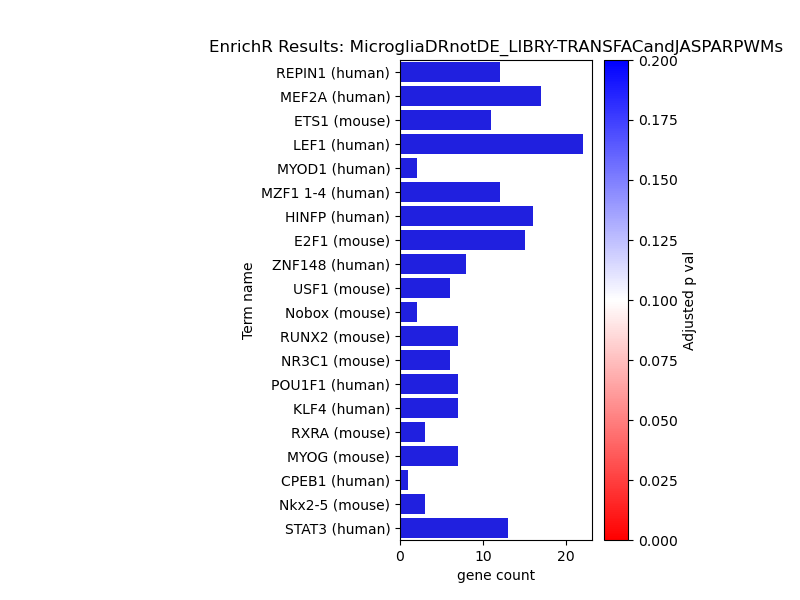 EnrichR Results: MicrogliaDRnotDE_LIBRY-TRANSFACandJASPARPWMs
REPIN1 (human)
MEF2A (human)
ETS1 (mouse)
LEF1 (human)
MYOD1 (human)
MZF1 1-4 (human)
HINFP (human)
E2F1 (mouse)
ZNF148 (human)
USF1 (mouse)
Nobox (mouse)
RUNX2 (mouse)
NR3C1 (mouse)
POU1F1 (human)
KLF4 (human)
RXRA (mouse)
MYOG (mouse)
CPEB1 (human)
Nkx2-5 (mouse)
STAT3 (human)
Term name
0 10 20
gene count
0.200
0.175
0.150
0.125
0.100
0.075
0.050
0.025
0.000
Adjusted p val